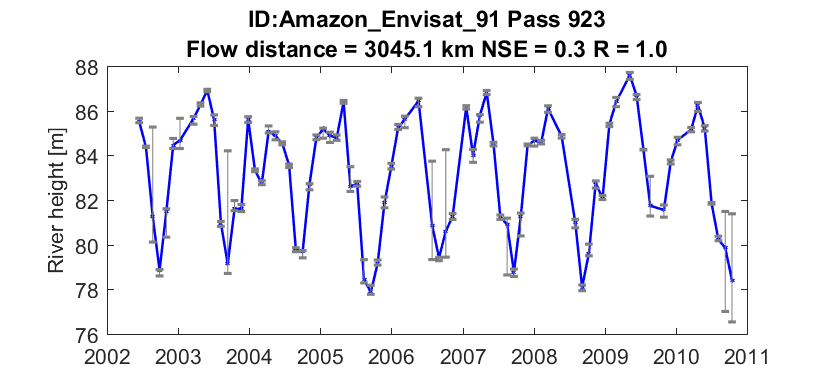 ID:Amazon_Envisat_91 Pass 923
Flow distance = 3045.1 km NSE = 0.3 R = 1.0
River height [m]
88
86
84
82
80
78
76
2002 2003 2004 2005 2006 2007 2008 2009 2010 2011